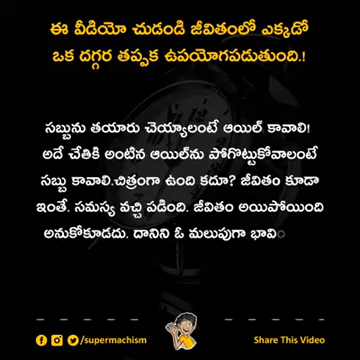 ఈ వీడియో చుడండి జీవితంలో ఎక్కడో
ఒక దగ్గర తప్పక ఉపయోగపడుతుంది.!
సబ్బును తయారు చెయ్యాలంటే ఆయిల్ కావాలి!
అదే చేతికి అంటిన ఆయిల్‌ను పోగొట్టుకోవాలంటే
సబ్బు కావాలి.చిత్రంగా ఉంది కదూ? జీవితం కూడా
ఇంతే. సమస్య వచ్చి పడింది. జీవితం అయిపోయింది
అనుకోకూడదు. దానిని ఓ మలుపుగా భావి
/supermachism
Share This Video